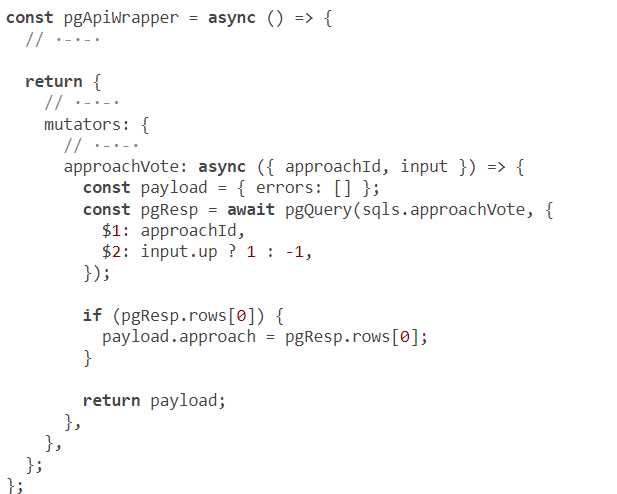 const pgApiWrapper = async () => {
  // ·-·-·

  return {
    // ·-·-·
    mutators: {
      // ·-·-·
      approachVote: async ({ approachId, input }) => {
        const payload = { errors: [] };
        const pgResp = await pgQuery(sqls.approachVote, {
          $1: approachId,
          $2: input.up ? 1 : -1,
        });

        if (pgResp.rows[0]) {
          payload.approach = pgResp.rows[0];
        }

        return payload;
      },
    },
  };
};